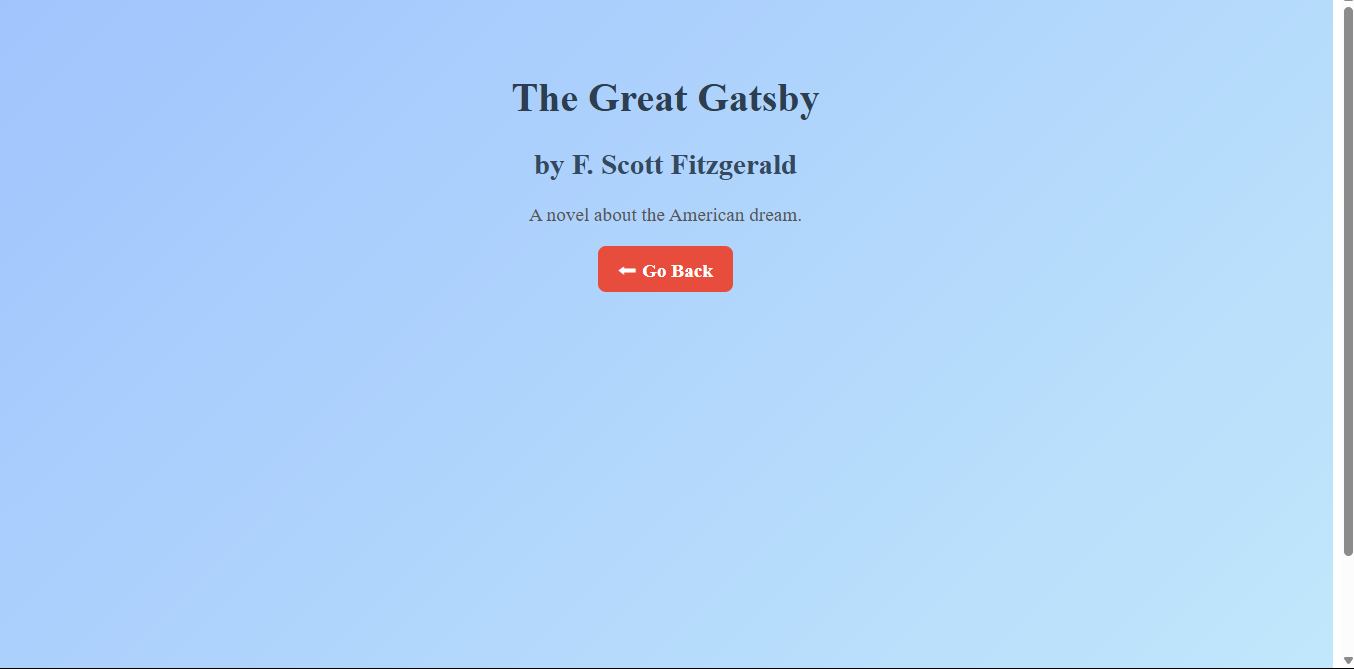 The Great Gatsby
by F. Scott Fitzgerald
A novel about the American dream.
⬅ Go Back